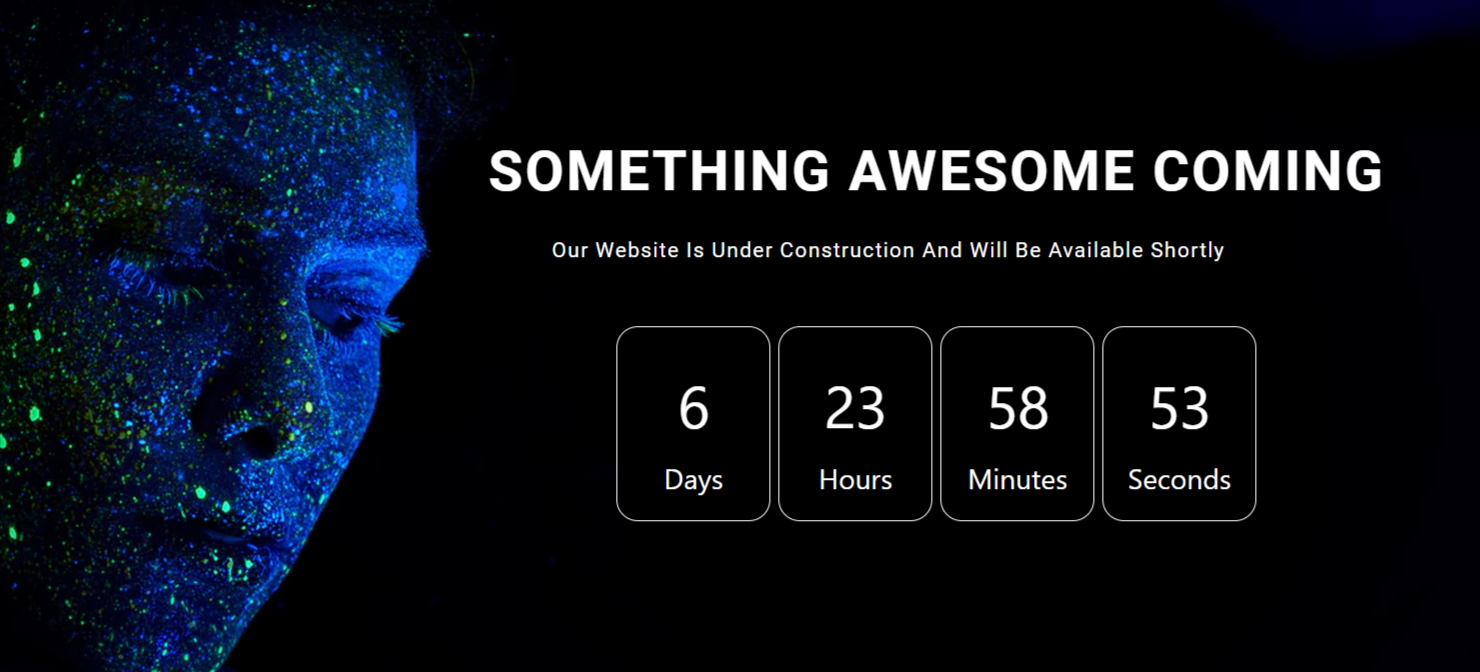 SOMETHING AWESOME COMING
Our Website Is Under Construction And Will Be Available Shortly
6 23 58 53
Days Hours Minutes Seconds